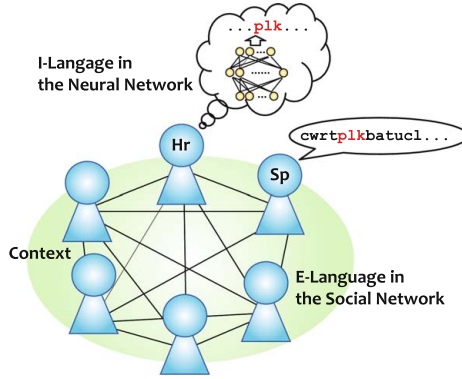 ...plk...
I-Langage in
the Neural Network
......
cwrtplkbatucl...
Hr
Sp
Context
E-Language in
the Social Network